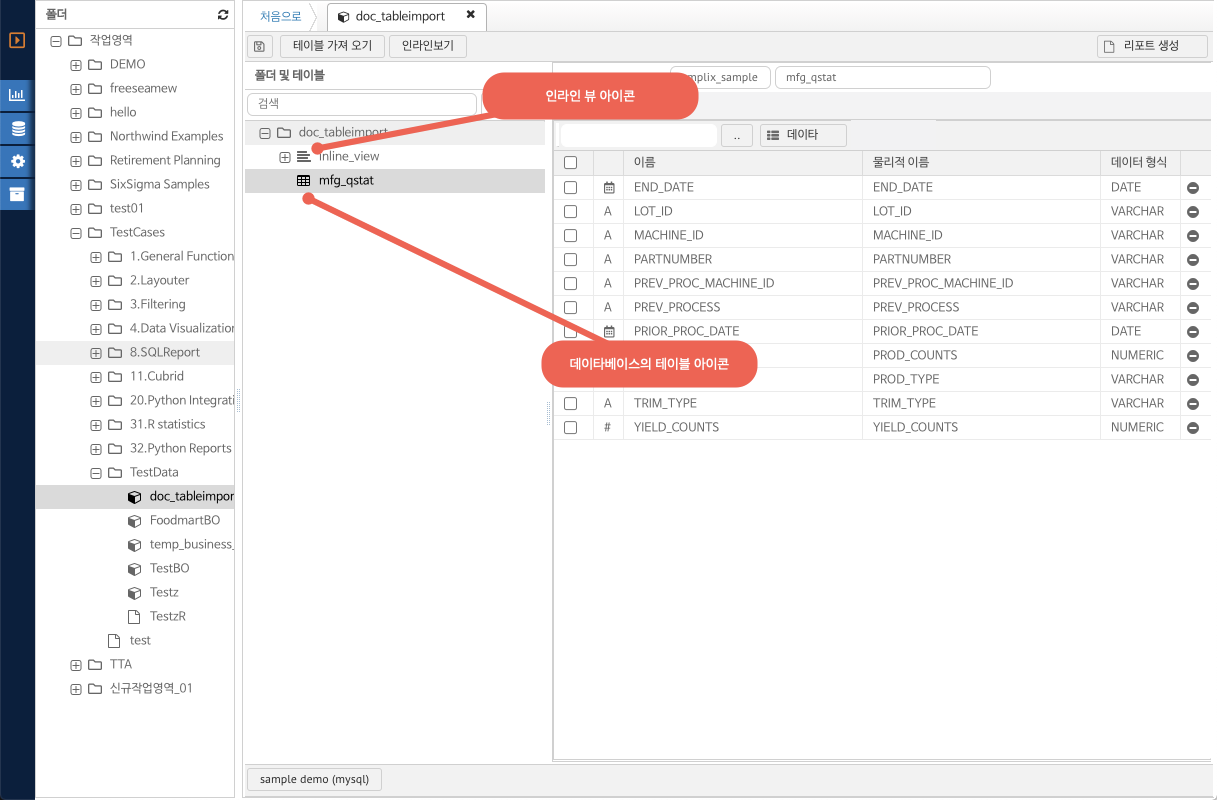 폴더
작업영역
DEMO
freeseamew
hello
Northwind Examples
Retirement Planning
SixSigma Samples
test01
TestCases
1.General Function
2.Layouter
3.Filtering
4.Data Visualization
8.SQLReport
11.Cubrid
20.Python Integrati
31.R statistics
32.Python Reports
TestData
doc_tableimpor
FoodmartBO
temp_business_
TestBO
Testz
TestzR
test
TTA
신규작업영역_01
처음으로 doc_tableimport
테이블 가져 오기 인라인보기 리포트 생성
폴더 및 테이블
검색
doc_tableimport
inline_view
mfg_qstat
인라인 뷰 아이콘
데이타베이스의 테이블 아이콘
mplix_sample mfg_qstat
.. 데이타
이름 물리적 이름 데이터 형식
END_DATE END_DATE DATE
A LOT_ID LOT_ID VARCHAR
A MACHINE_ID MACHINE_ID VARCHAR
A PARTNUMBER PARTNUMBER VARCHAR
A PREV_PROC_MACHINE_ID PREV_PROC_MACHINE_ID VARCHAR
A PREV_PROCESS PREV_PROCESS VARCHAR
PRIOR_PROC_DATE PRIOR_PROC_DATE DATE
PROD_COUNTS NUMERIC
PROD_TYPE VARCHAR
A TRIM_TYPE TRIM_TYPE VARCHAR
# YIELD_COUNTS YIELD_COUNTS NUMERIC
sample demo (mysql)